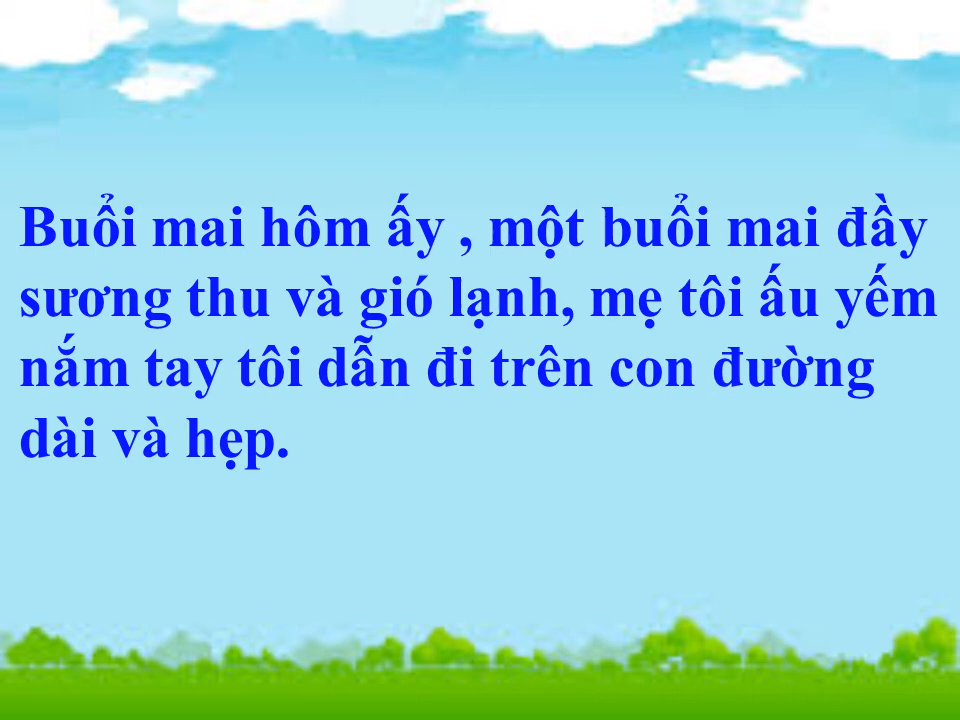 Buổi mai hôm ấy , một buổi mai đầy
sương thu và gió lạnh, mẹ tôi ấu yếm
nắm tay tôi dẫn đi trên con đường
dài và hẹp.